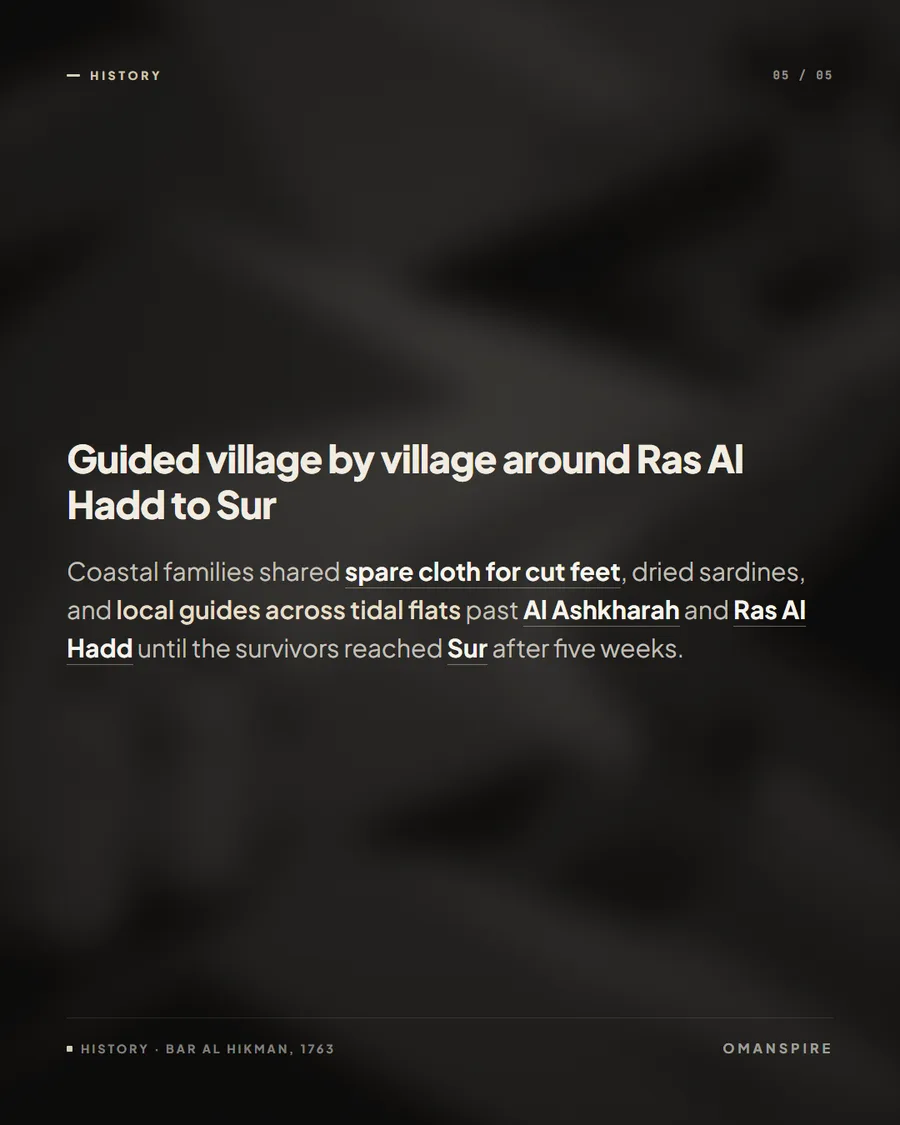 — HISTORY
05 / 05
Guided village by village around Ras Al
Hadd to Sur
Coastal families shared spare cloth for cut feet, dried sardines,
and local guides across tidal flats past Al Ashkharah and Ras Al
Hadd until the survivors reached Sur after five weeks.
HISTORY · BAR AL HIKMAN, 1763
OMANSPIRE